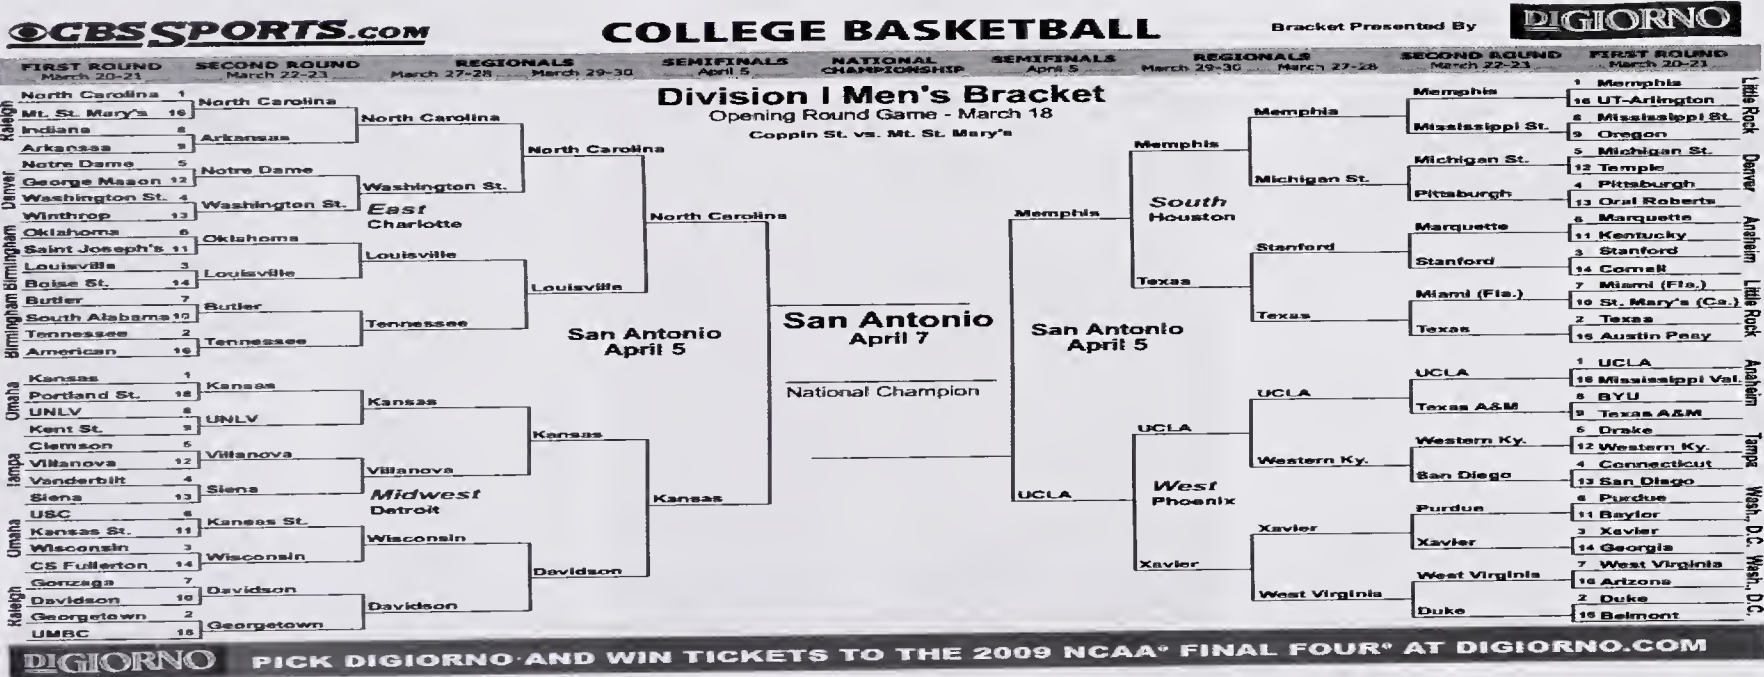 CBSSPORTS.COM
COLLEGE BASKETBALL
Bracket Presented By
DIGIORNO
FIRST ROUND SECOND ROUND REGIONALS SEMIFINALS NATIONAL CHAMPIONSHIP SEMIFINALS REGIONALS SECOND ROUND FIRST ROUND
March 20-21 March 22-23 March 27-28 March 29-30 April 5 April 5 March 29-30 March 27-28 March 22-23 March 20-21
Division I Men's Bracket
Opening Round Game - March 18
Coppin St. vs. Mt. St. Mary's
Raleigh
North Carolina 1
Mt. St. Mary's 16
Indiana 8
Arkansas 9
Denver
Notre Dame 5
George Mason 12
Washington St. 4
Winthrop 13
Birmingham
Oklahoma 6
Saint Joseph's 11
Louisville 3
Boise St. 14
Birmingham
Butler 7
South Alabama 10
Tennessee 2
American
Omaha
Kansas 1
Portland St.
UNLV 8
Kent St. 9
Tampa
Clemson 5
Villanova 12
Vanderbilt 4
Siena 13
Omaha
USC 6
Kansas St. 11
Wisconsin 3
CS Fullerton 14
Raleigh
Gonzaga 7
Davidson 10
Georgetown 2
UMBC
North Carolina
Arkansas
Notre Dame
Washington St.
Oklahoma
Louisville
Butler
Tennessee
Kansas
UNLV
Villanova
Siena
Kansas St.
Wisconsin
Davidson
Georgetown
North Carolina
Washington St.
East
Charlotte
Louisville
Tennessee
Kansas
Villanova
Midwest
Detroit
Wisconsin
Davidson
North Carolina
Louisville
Kansas
Davidson
North Carolina
San Antonio
April 5
Kansas
San Antonio
April 7
National Champion
Memphis
San Antonio
April 5
UCLA
Memphis
South
Houston
Texas
UCLA
West
Phoenix
Xavier
Memphis
Michigan St.
Stanford
Texas
UCLA
Western Ky.
Xavier
West Virginia
Memphis
Mississippi St.
Michigan St.
Pittsburgh
Marquette
Stanford
Miami (Fla.)
Texas
UCLA
Texas A&M
Western Ky.
San Diego
Purdue
Xavier
West Virginia
Duke
Little Rock
1 Memphis
16 UT-Arlington
8 Mississippi St.
9 Oregon
Denver
5 Michigan St.
12 Temple
4 Pittsburgh
13 Oral Roberts
Anaheim
6 Marquette
11 Kentucky
3 Stanford
14 Cornell
Little Rock
7 Miami (Fla.)
10 St. Mary's (Ca.)
2 Texas
15 Austin Peay
Anaheim
1 UCLA
16 Mississippi Val.
8 BYU
9 Texas A&M
Tampa
5 Drake
12 Western Ky.
4 Connecticut
13 San Diego
Wash., D.C.
6 Purdue
11 Baylor
3 Xavier
14 Georgia
Wash., D.C.
7 West Virginia
10 Arizona
2 Duke
15 Belmont
DIGIORNO
PICK DIGIORNO AND WIN TICKETS TO THE 2009 NCAA® FINAL FOUR® AT DIGIORNO.COM